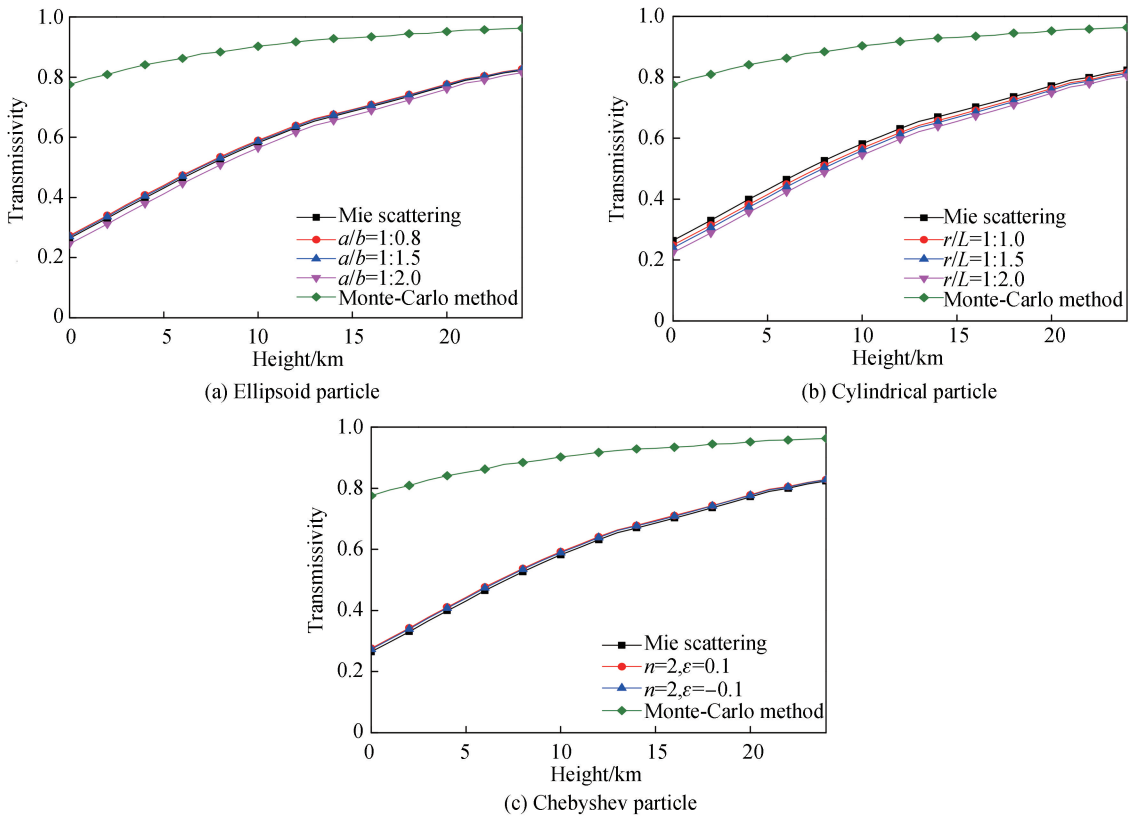 1.0
0.8
0.6
0.4
0.2
0
Transmissivity
0 5 10 15 20
Height/km
Mie scattering
a/b=1:0.8
a/b=1:1.5
a/b=1:2.0
Monte-Carlo method
(a) Ellipsoid particle
1.0
0.8
0.6
0.4
0.2
0
Transmissivity
0 5 10 15 20
Height/km
Mie scattering
r/L=1:1.0
r/L=1:1.5
r/L=1:2.0
Monte-Carlo method
(b) Cylindrical particle
1.0
0.8
0.6
0.4
0.2
0
Transmissivity
0 5 10 15 20
Height/km
Mie scattering
n=2,ε=0.1
n=2,ε=−0.1
Monte-Carlo method
(c) Chebyshev particle